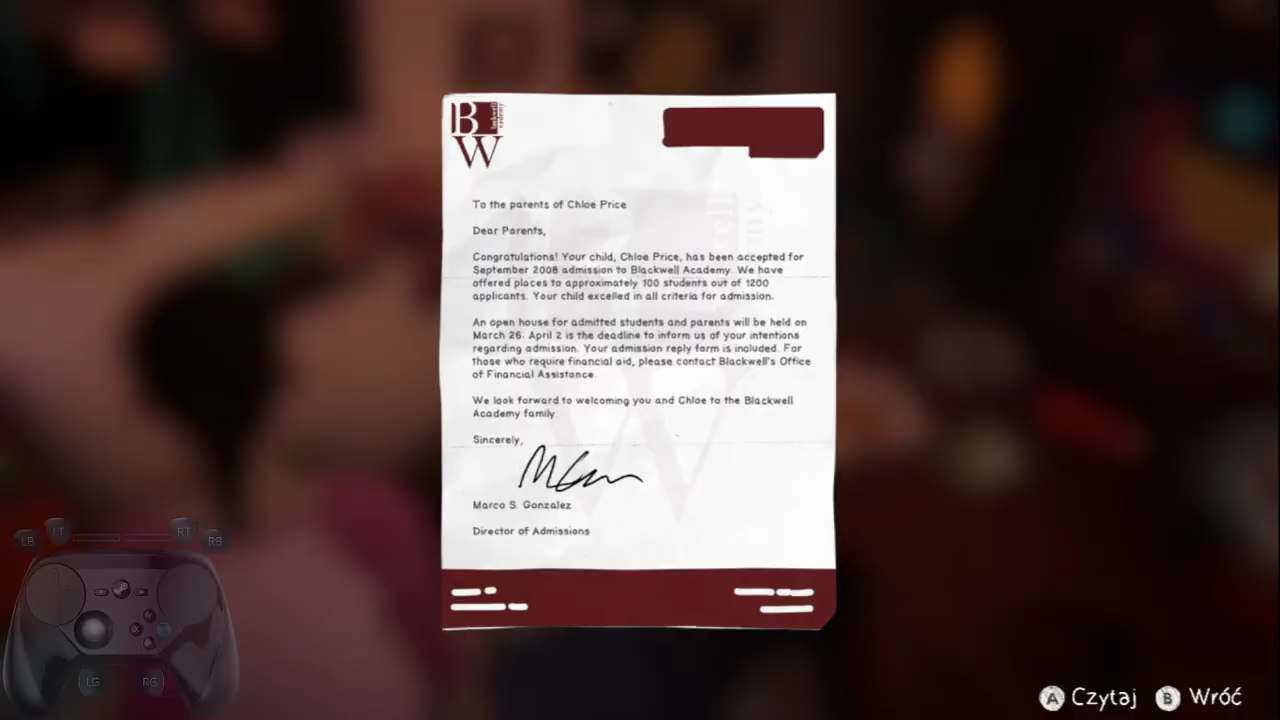 B
W
Blackwell
Academy
To the parents of Chloe Price
Dear Parents,
Congratulations! Your child, Chloe Price, has been accepted for
September 2008 admission to Blackwell Academy. We have
offered places to approximately 100 students out of 1200
applicants. Your child excelled in all criteria for admission.
An open house for admitted students and parents will be held on
March 26. April 2 is the deadline to inform us of your intentions
regarding admission. Your admission reply form is included. For
those who require financial aid, please contact Blackwell's Office
of Financial Assistance.
We look forward to welcoming you and Chloe to the Blackwell
Academy family.
Sincerely,
Marco S. Gonzalez
Director of Admissions
LB
LT
RT
RB
LG
RG
A Czytaj B Wróć